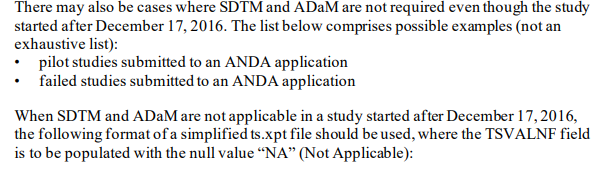 There may also be cases where SDTM and ADaM are not required even though the study
started after December 17, 2016. The list below comprises possible examples (not an
exhaustive list):
• pilot studies submitted to an ANDA application
• failed studies submitted to an ANDA application
When SDTM and ADaM are not applicable in a study started after December 17, 2016,
the following format of a simplified ts.xpt file should be used, where the TSVALNF field
is to be populated with the null value “NA” (Not Applicable):